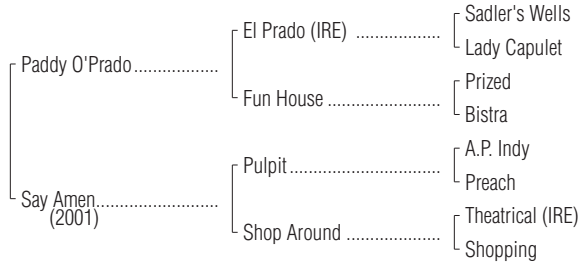 Sadler's Wells
El Prado (IRE) ..................
Lady Capulet
Paddy O'Prado..................
Prized
Fun House ........................
Bistra
A.P. Indy
Pulpit................................
Preach
Say Amen..........................
(2001)
Theatrical (IRE)
Shop Around ....................
Shopping